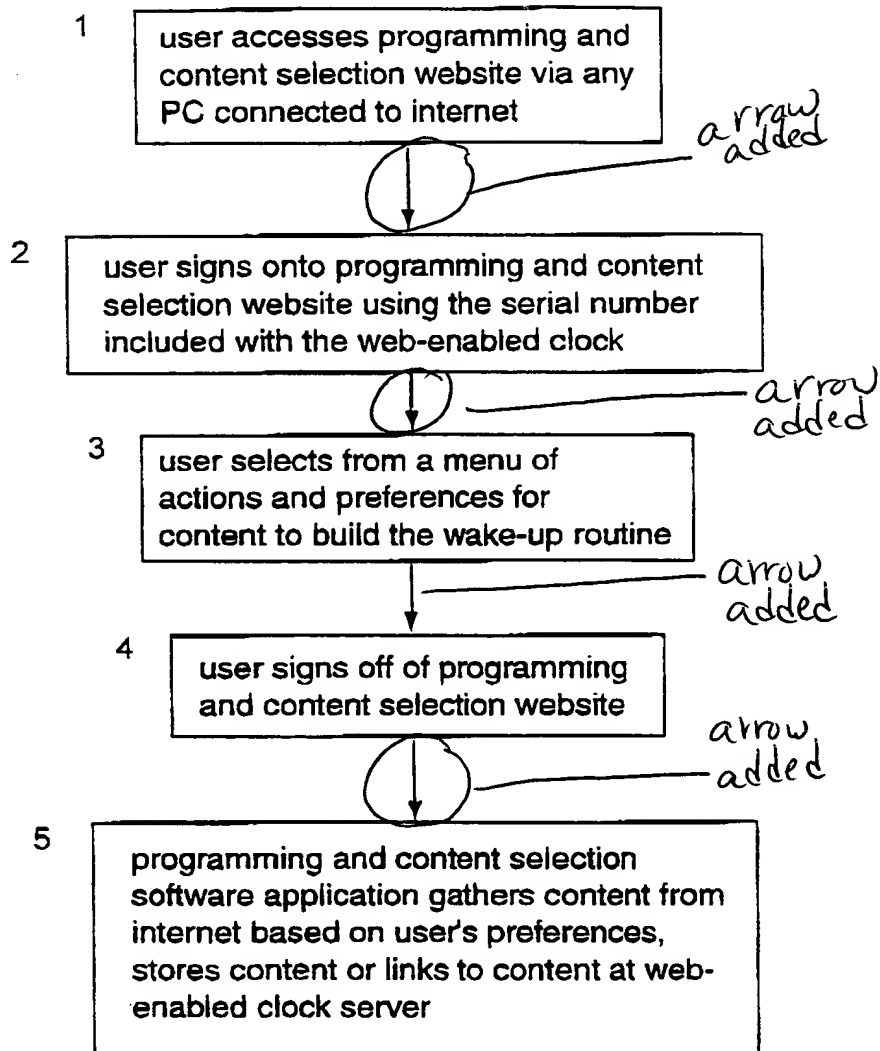 1
user accesses programming and
content selection website via any
PC connected to internet
arrow
added
2
user signs onto programming and content
selection website using the serial number
included with the web-enabled clock
arrow
added
3
user selects from a menu of
actions and preferences for
content to build the wake-up routine
arrow
added
4
user signs off of programming
and content selection website
arrow
added
5
programming and content selection
software application gathers content from
internet based on user's preferences,
stores content or links to content at web-
enabled clock server